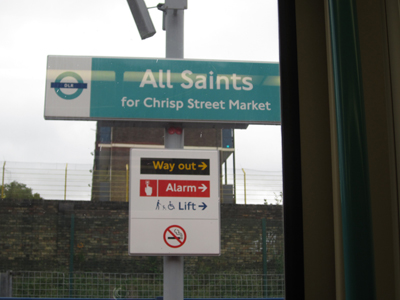 DLR
All Saints
for Chrisp Street Market
Way out →
Alarm →
Lift →